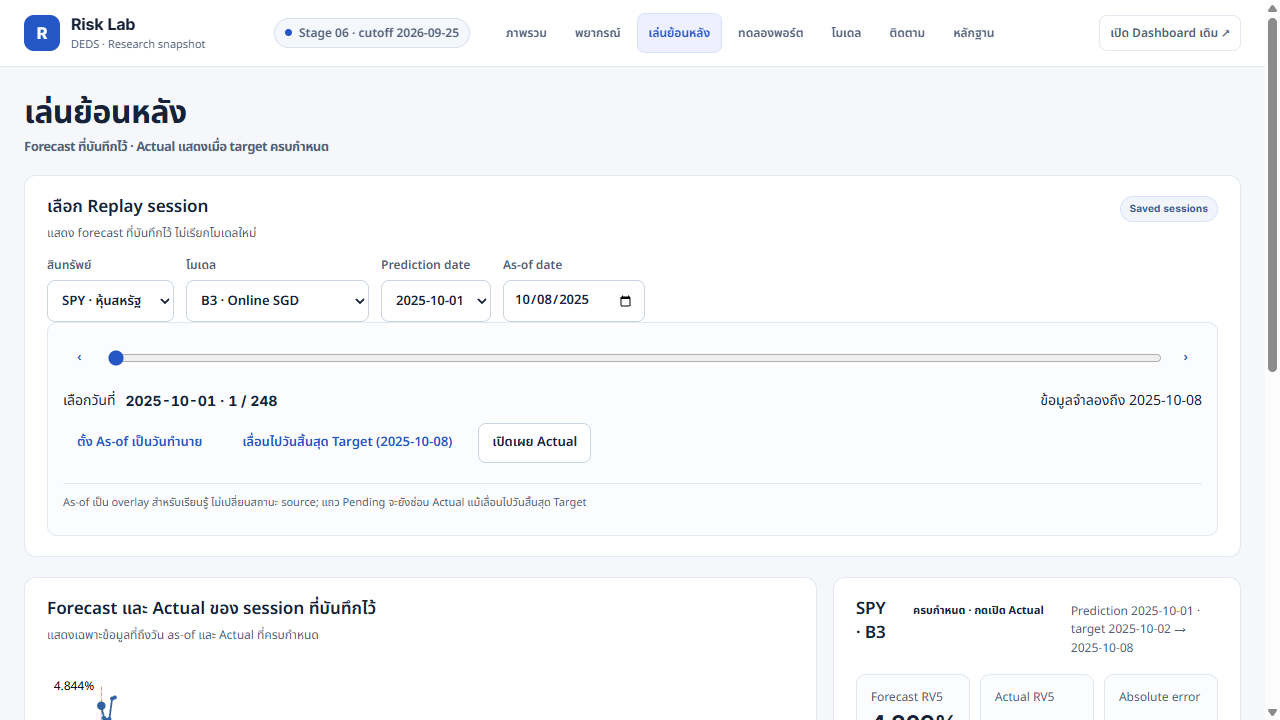 R
Risk Lab
DEDS · Research snapshot
Stage 06 · cutoff 2026-09-25
ภาพรวม
พยากรณ์
เล่นย้อนหลัง
ทดลองพอร์ต
โมเดล
ติดตาม
หลักฐาน
เปิด Dashboard เดิม ↗
เล่นย้อนหลัง
Forecast ที่บันทึกไว้ · Actual แสดงเมื่อ target ครบกำหนด
เลือก Replay session
แสดง forecast ที่บันทึกไว้ ไม่เรียกโมเดลใหม่
Saved sessions
สินทรัพย์
โมเดล
Prediction date
As-of date
SPY · หุ้นสหรัฐ
B3 · Online SGD
2025-10-01
10/08/2025
‹
›
เลือกวันที่ 2025-10-01 · 1 / 248
ข้อมูลจำลองถึง 2025-10-08
ตั้ง As-of เป็นวันทำนาย
เลื่อนไปวันสิ้นสุด Target (2025-10-08)
เปิดเผย Actual
As-of เป็น overlay สำหรับเรียนรู้ ไม่เปลี่ยนสถานะ source; แถว Pending จะยังซ่อน Actual แม้เลื่อนไปวันสิ้นสุด Target
Forecast และ Actual ของ session ที่บันทึกไว้
แสดงเฉพาะข้อมูลที่ถึงวัน as-of และ Actual ที่ครบกำหนด
4.844%
SPY
· B3
ครบกำหนด · กดเปิด Actual
Prediction 2025-10-01 ·
target 2025-10-02 →
2025-10-08
Forecast RV5
Actual RV5
Absolute error